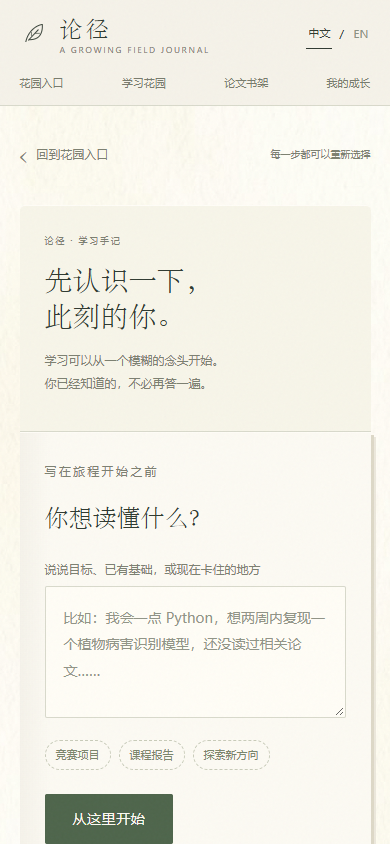 论径
A GROWING FIELD JOURNAL
中文 / EN
花园入口 学习花园 论文书架 我的成长
回到花园入口 每一步都可以重新选择
论径 · 学习手记
先认识一下，
此刻的你。
学习可以从一个模糊的念头开始。
你已经知道的，不必再答一遍。
写在旅程开始之前
你想读懂什么？
说说目标、已有基础，或现在卡住的地方
比如：我会一点 Python，想两周内复现一
个植物病害识别模型，还没读过相关论
文……
竞赛项目 课程报告 探索新方向
从这里开始